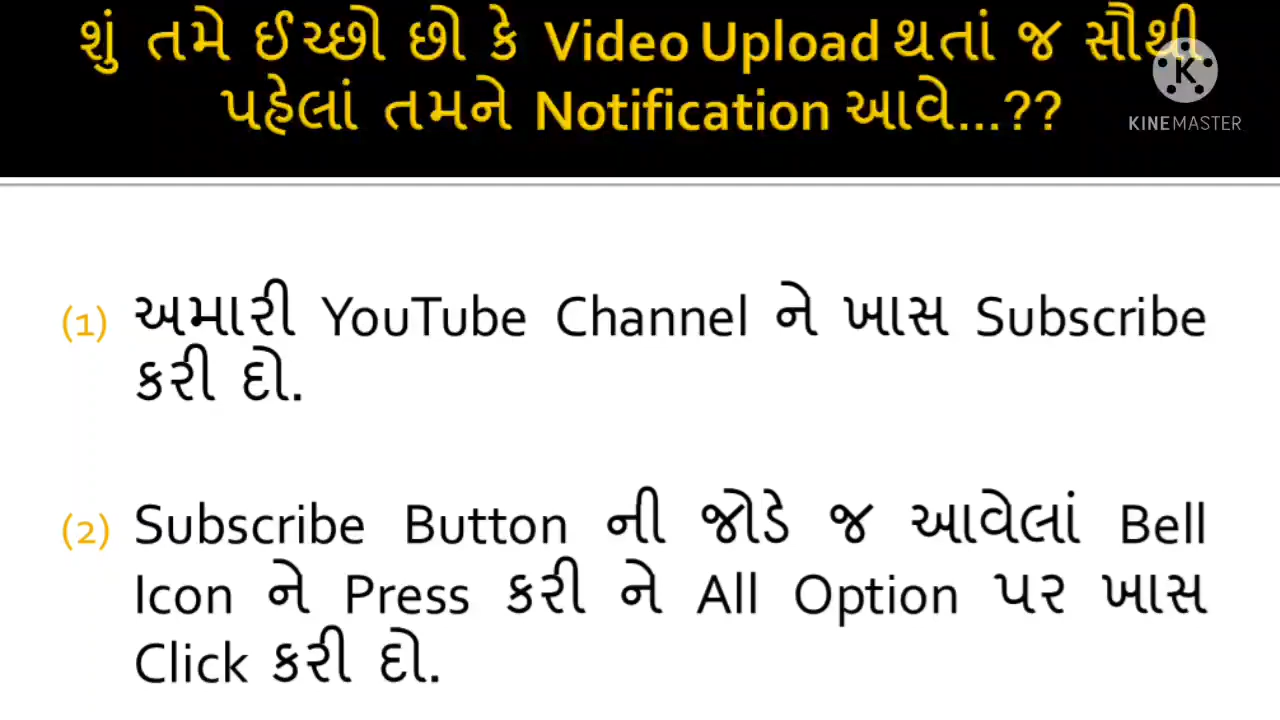 શું તમે ઈચ્છો છો કે Video Upload થતાં જ સૌથી
પહેલાં તમને Notification આવે...??
KINEMASTER
(1) અમારી YouTube Channel ને ખાસ Subscribe
કરી દો.
(2) Subscribe Button ની જોડે જ આવેલાં Bell
Icon ને Press કરી ને All Option પર ખાસ
Click કરી દો.